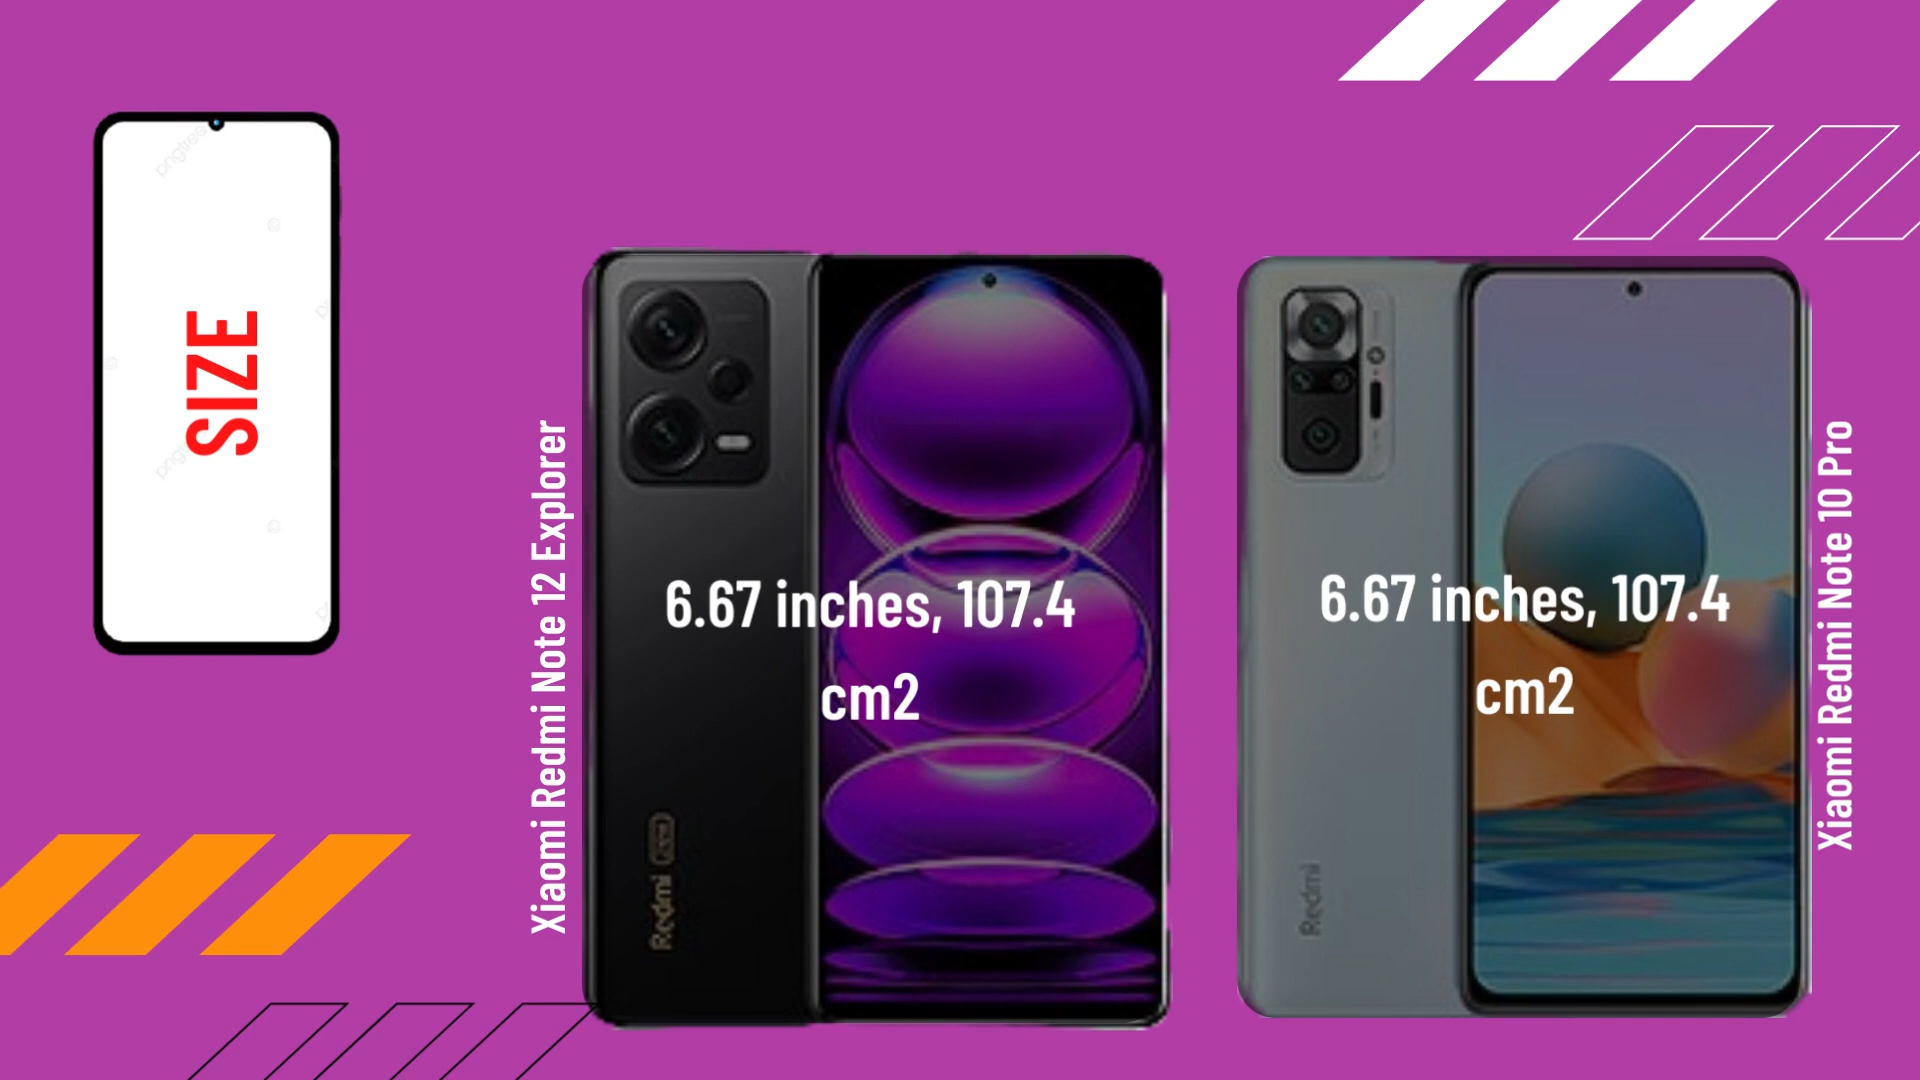 SIZE
Xiaomi Redmi Note 12 Explorer
6.67 inches, 107.4
cm2
Redmi
6.67 inches, 107.4
cm2
Redmi
Xiaomi Redmi Note 10 Pro
pngtree